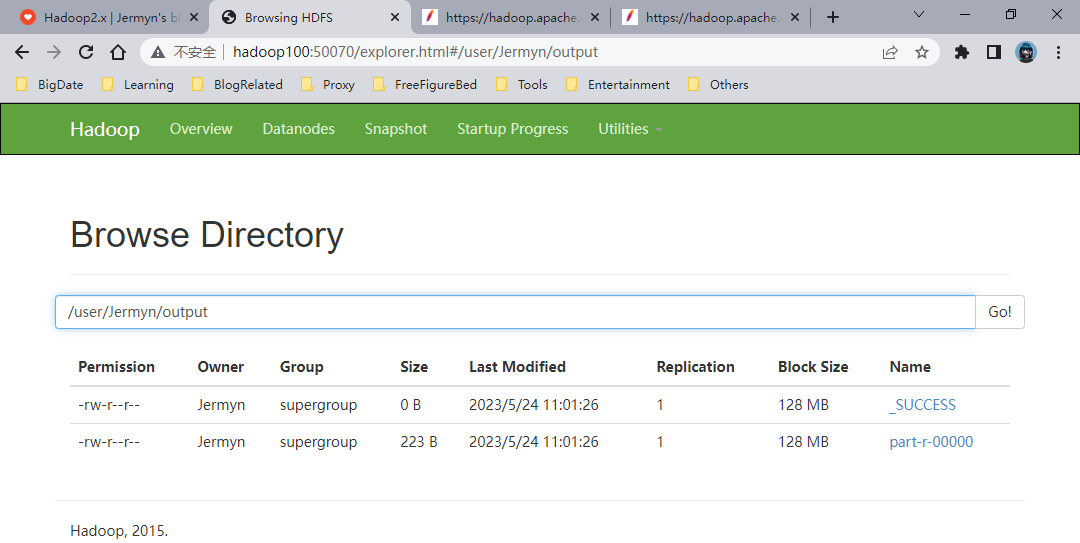 Hadoop2.x | Jermyn's bl Browsing HDFS https://hadoop.apache. https://hadoop.apache.
不安全 hadoop100:50070/explorer.html#/user/Jermyn/output
BigDate Learning BlogRelated Proxy FreeFigureBed Tools Entertainment Others
Hadoop Overview Datanodes Snapshot Startup Progress Utilities
Browse Directory
/user/Jermyn/output Go!
Permission Owner Group Size Last Modified Replication Block Size Name
-rw-r--r-- Jermyn supergroup 0 B 2023/5/24 11:01:26 1 128 MB _SUCCESS
-rw-r--r-- Jermyn supergroup 223 B 2023/5/24 11:01:26 1 128 MB part-r-00000
Hadoop, 2015.